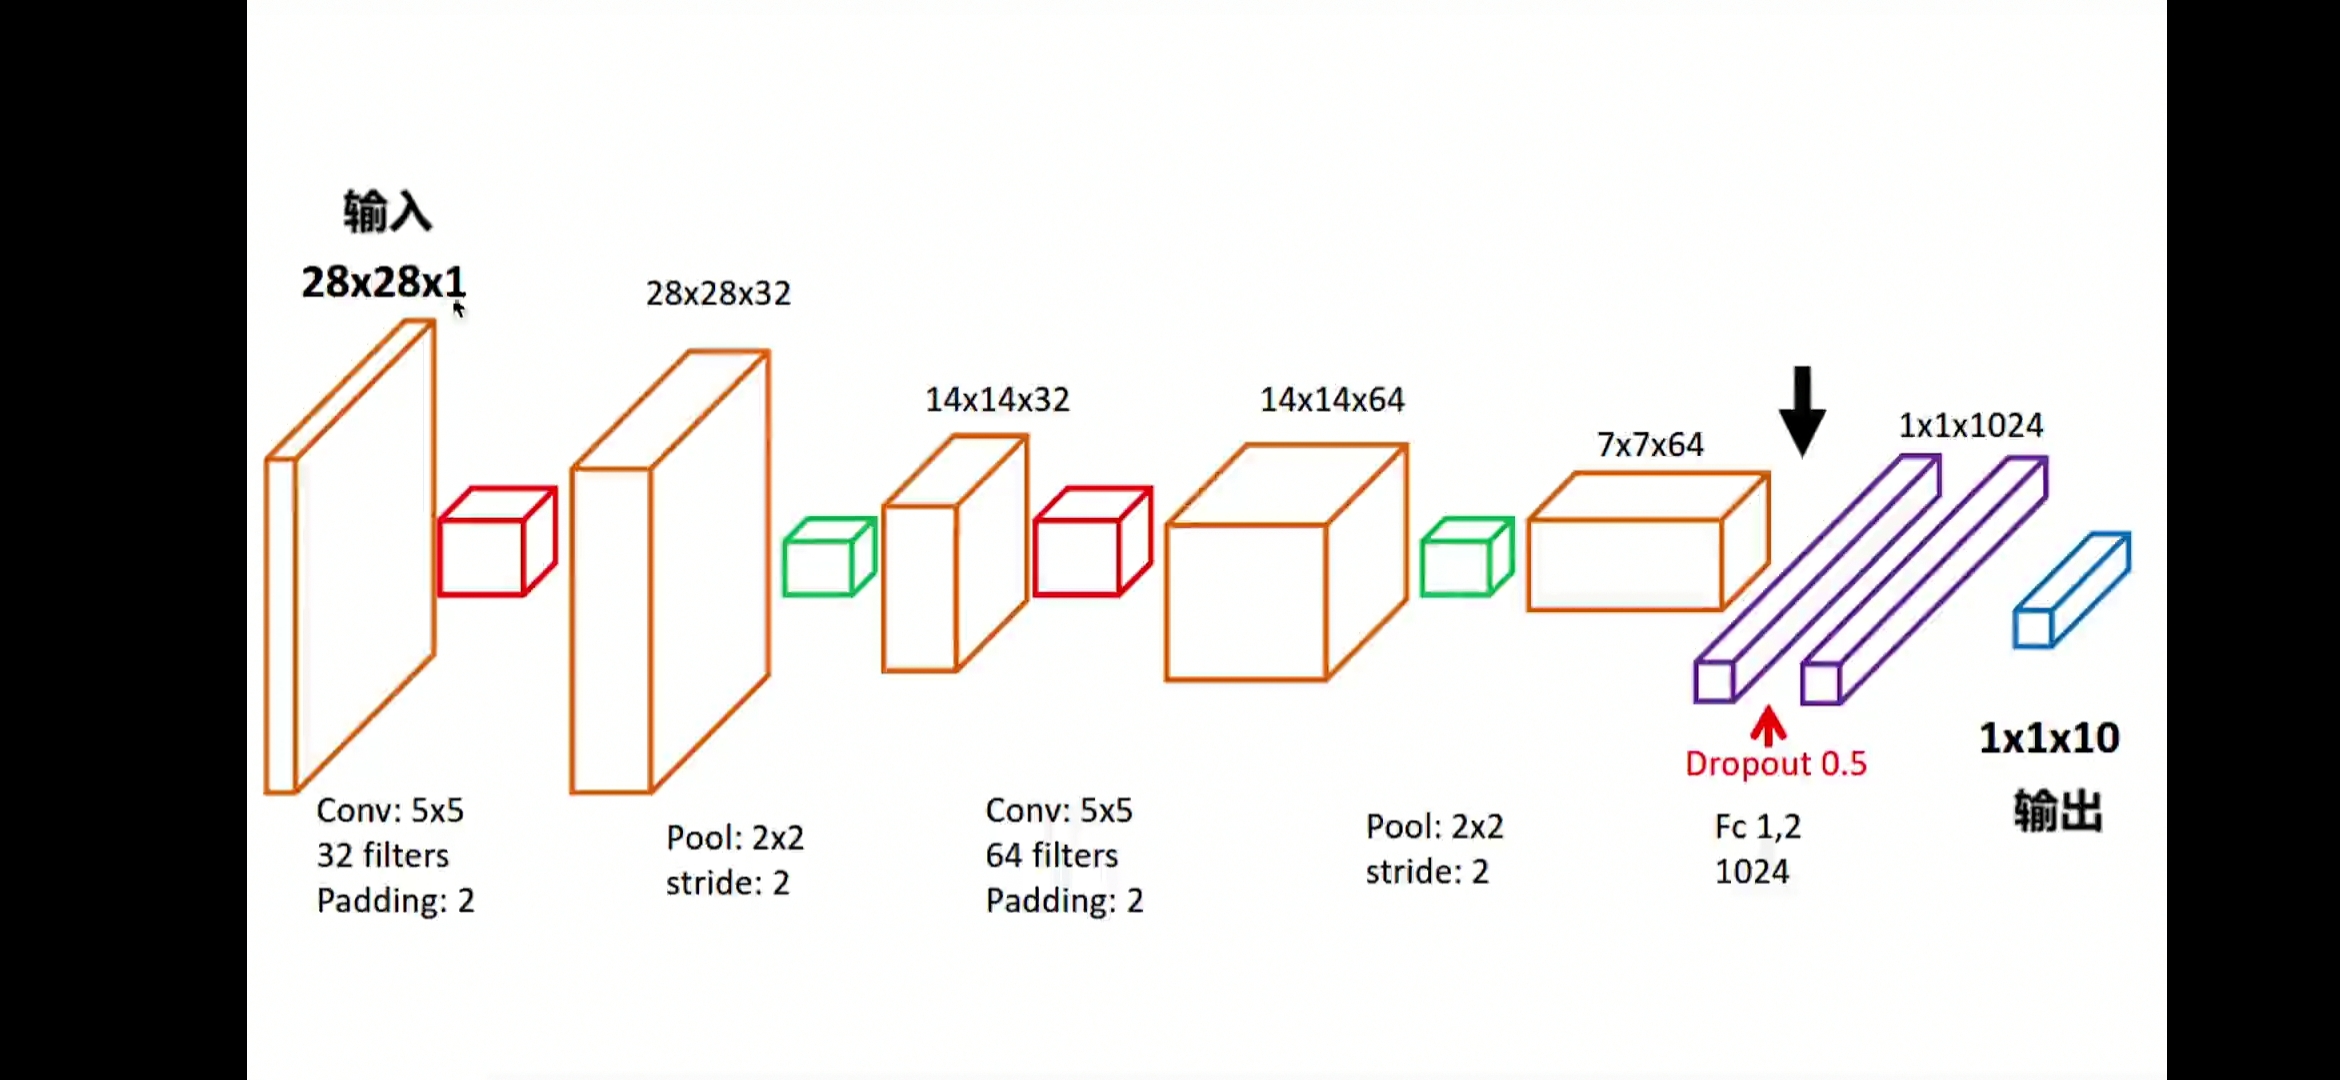 输入
28x28x1
28x28x32
14x14x32
14x14x64
7x7x64
1x1x1024
Conv: 5x5
32 filters
Padding: 2
Pool: 2x2
stride: 2
Conv: 5x5
64 filters
Padding: 2
Pool: 2x2
stride: 2
Dropout 0.5
Fc 1,2
1024
1x1x10
输出